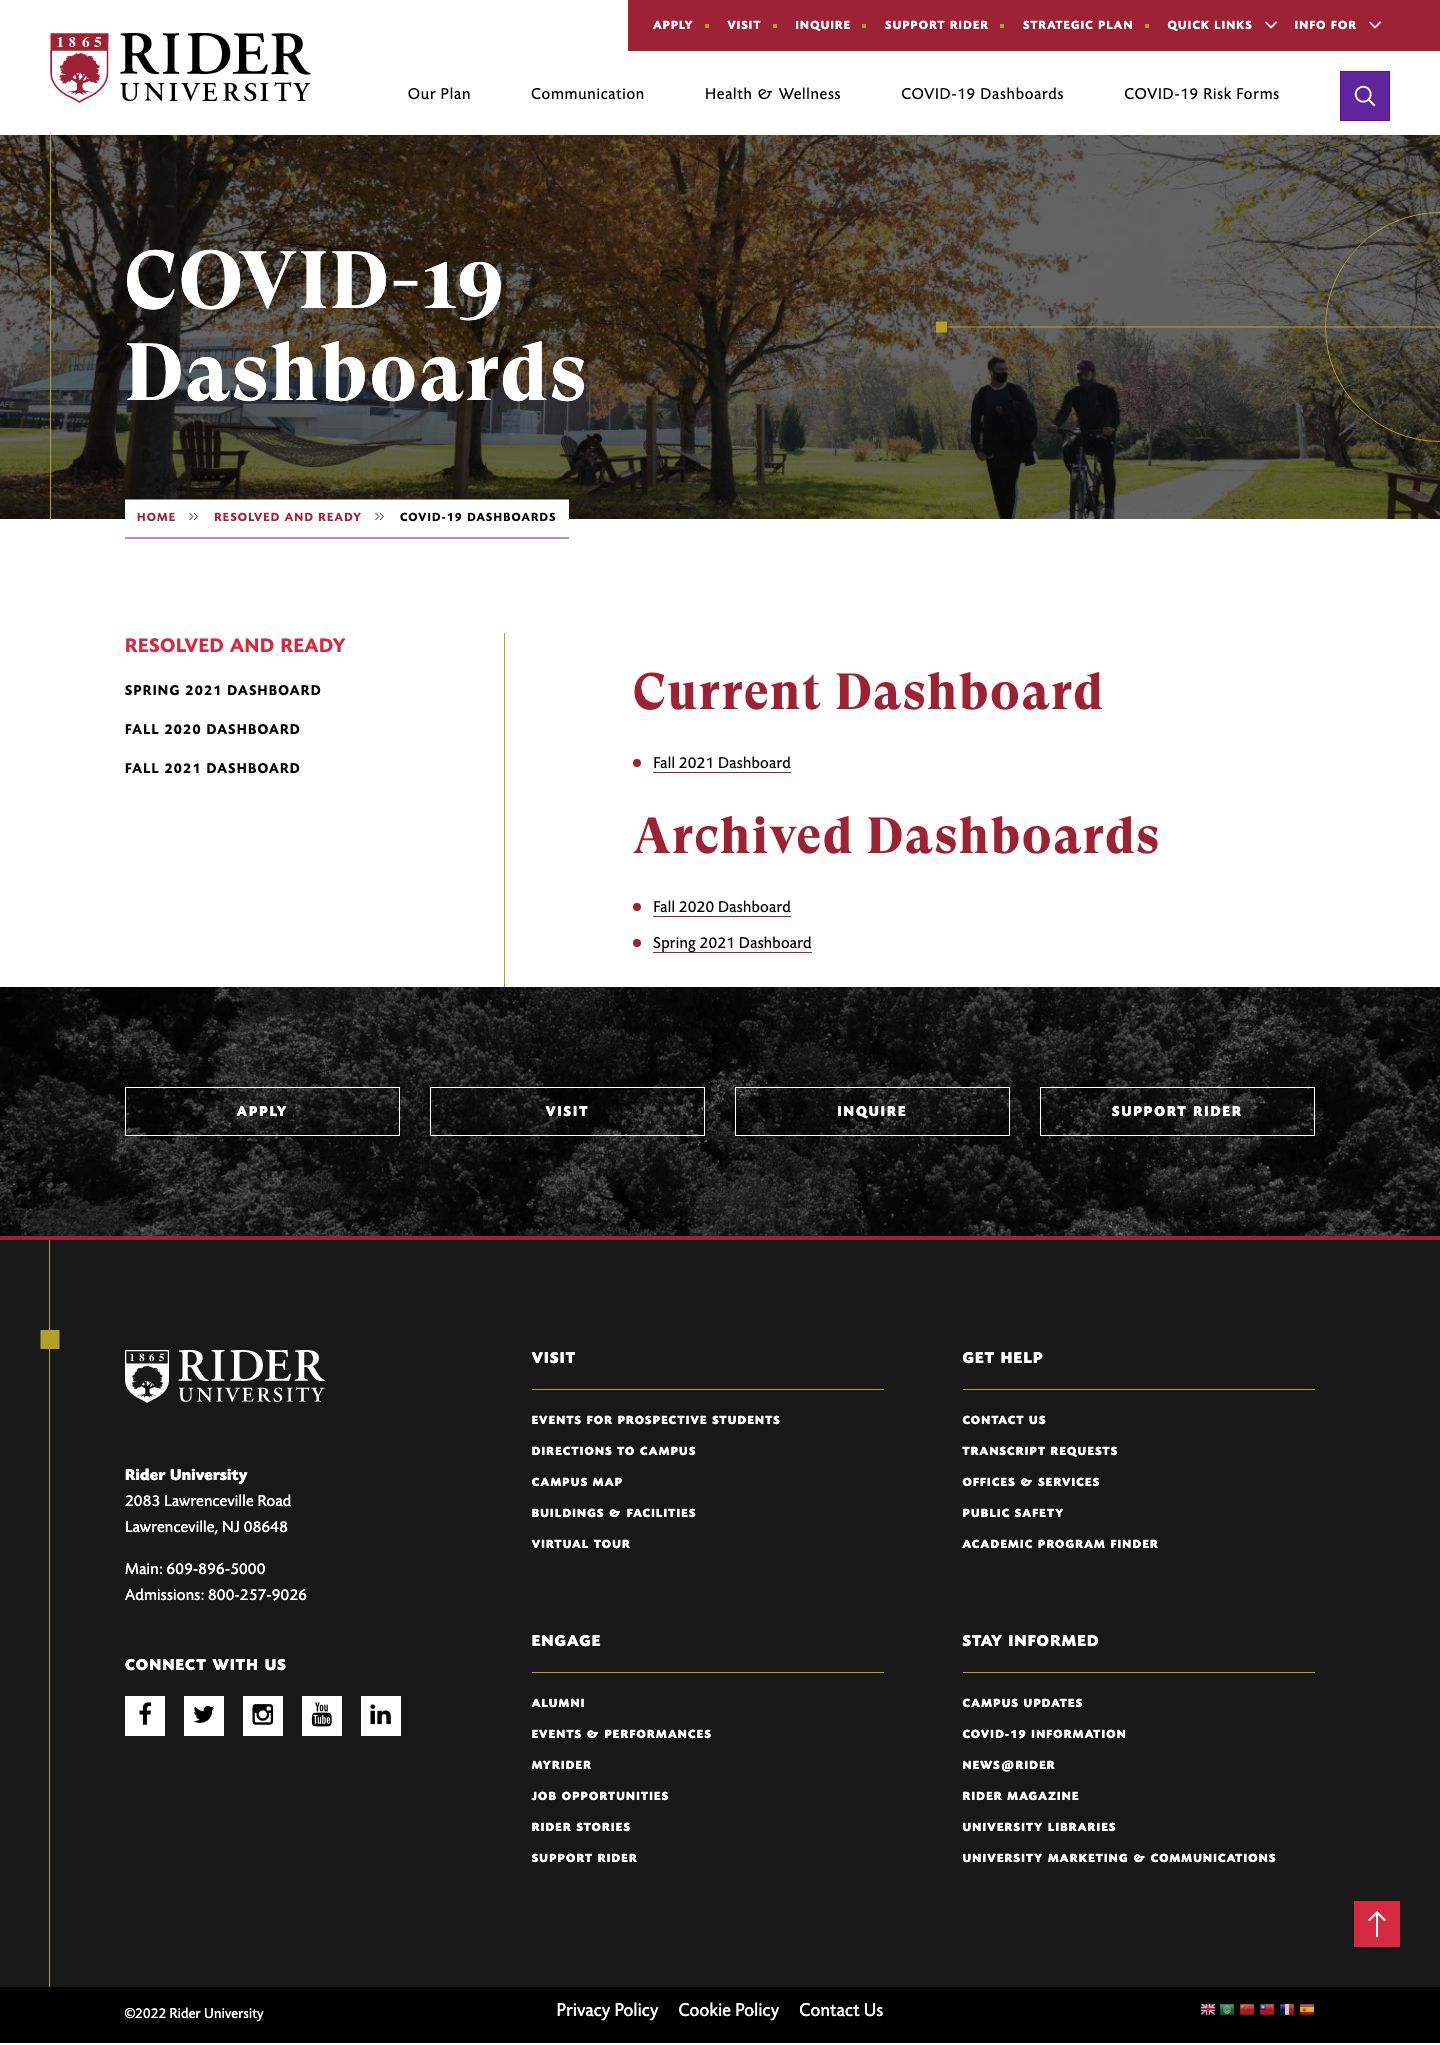 APPLY
VISIT
INQUIRE
SUPPORT RIDER
STRATEGIC PLAN
QUICK LINKS
INFO FOR
1865
RIDER
UNIVERSITY
Our Plan
Communication
Health & Wellness
COVID-19 Dashboards
COVID-19 Risk Forms
COVID-19
Dashboards
HOME
RESOLVED AND READY
COVID-19 DASHBOARDS
RESOLVED AND READY
SPRING 2021 DASHBOARD
FALL 2020 DASHBOARD
FALL 2021 DASHBOARD
Current Dashboard
Fall 2021 Dashboard
Archived Dashboards
Fall 2020 Dashboard
Spring 2021 Dashboard
APPLY
VISIT
INQUIRE
SUPPORT RIDER
1865
RIDER
UNIVERSITY
Rider University
2083 Lawrenceville Road
Lawrenceville, NJ 08648
Main: 609-896-5000
Admissions: 800-257-9026
CONNECT WITH US
You
Tube
in
VISIT
EVENTS FOR PROSPECTIVE STUDENTS
DIRECTIONS TO CAMPUS
CAMPUS MAP
BUILDINGS & FACILITIES
VIRTUAL TOUR
GET HELP
CONTACT US
TRANSCRIPT REQUESTS
OFFICES & SERVICES
PUBLIC SAFETY
ACADEMIC PROGRAM FINDER
ENGAGE
ALUMNI
EVENTS & PERFORMANCES
MYRIDER
JOB OPPORTUNITIES
RIDER STORIES
SUPPORT RIDER
STAY INFORMED
CAMPUS UPDATES
COVID-19 INFORMATION
NEWS@RIDER
RIDER MAGAZINE
UNIVERSITY LIBRARIES
UNIVERSITY MARKETING & COMMUNICATIONS
©2022 Rider University
Privacy Policy
Cookie Policy
Contact Us